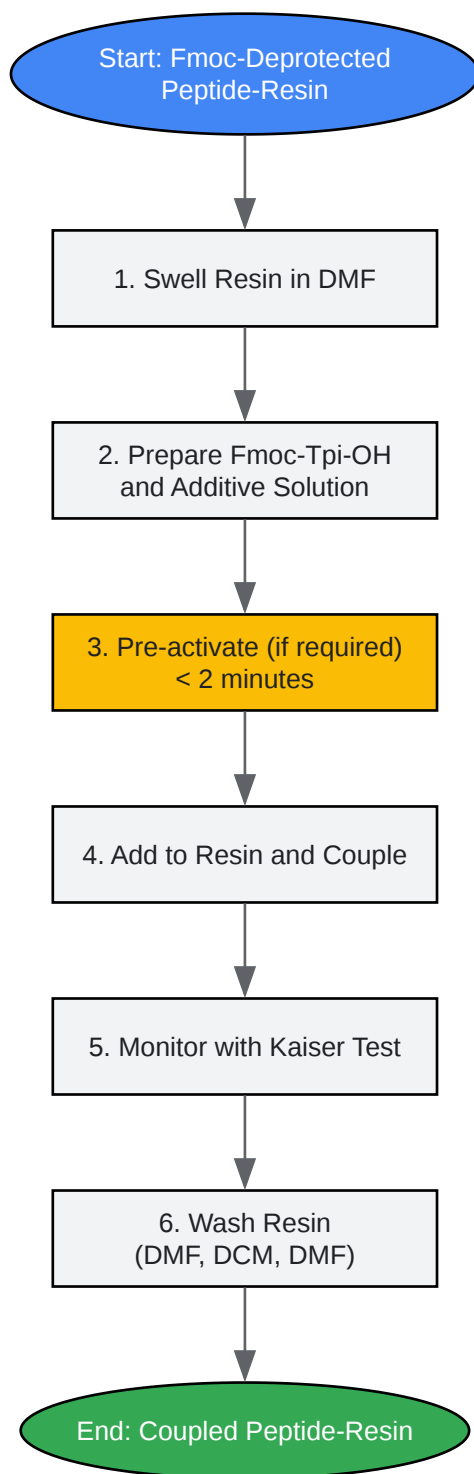 Start: Fmoc-Deprotected
Peptide-Resin
1. Swell Resin in DMF
2. Prepare Fmoc-Tpi-OH
and Additive Solution
3. Pre-activate (if required)
< 2 minutes
4. Add to Resin and Couple
5. Monitor with Kaiser Test
6. Wash Resin
(DMF, DCM, DMF)
End: Coupled Peptide-Resin